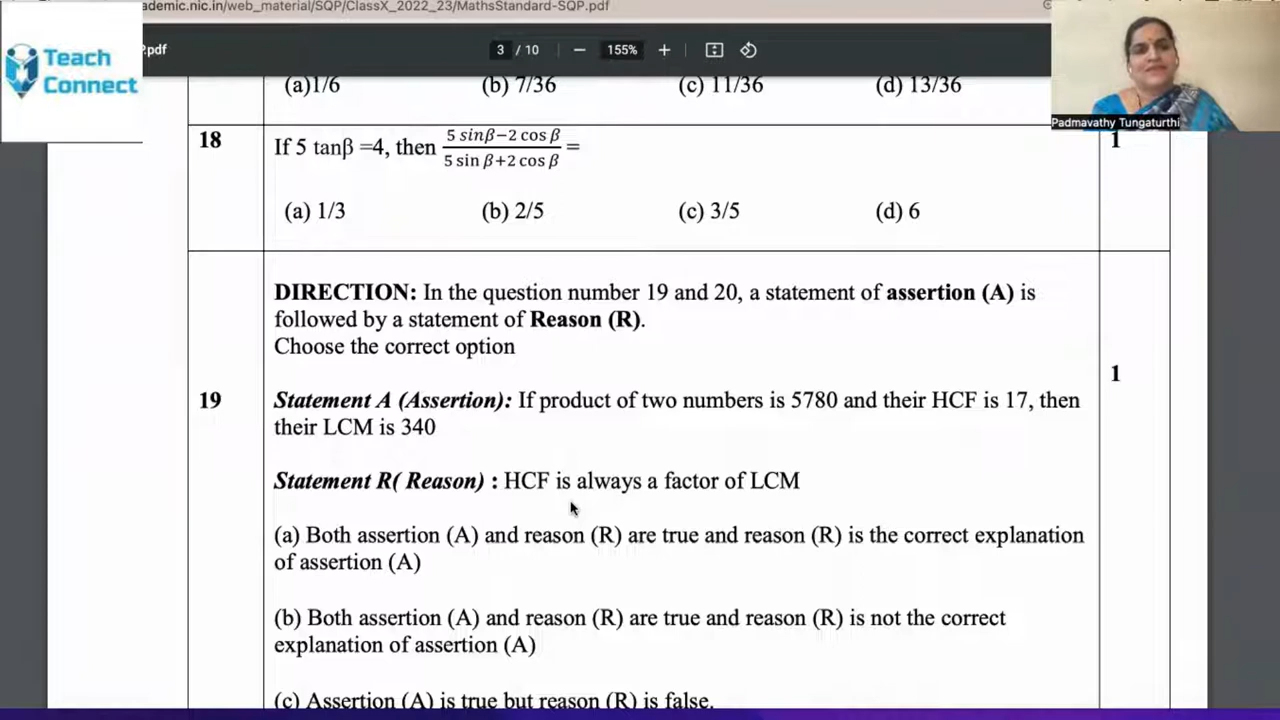 ademic.nic.in/web_material/SQP/ClassX_2022_23/MathsStandard-SQP.pdf
Teach
Connect
.pdf
3 / 10
155%
Padmavathy Tungaturthi
(a)1/6 (b) 7/36 (c) 11/36 (d) 13/36
18 If 5 tanβ =4, then (5 sinβ−2 cos β)/(5 sin β+2 cos β) = 1
(a) 1/3 (b) 2/5 (c) 3/5 (d) 6
DIRECTION: In the question number 19 and 20, a statement of assertion (A) is
followed by a statement of Reason (R).
Choose the correct option
1
19 Statement A (Assertion): If product of two numbers is 5780 and their HCF is 17, then
their LCM is 340
Statement R( Reason) : HCF is always a factor of LCM
(a) Both assertion (A) and reason (R) are true and reason (R) is the correct explanation
of assertion (A)
(b) Both assertion (A) and reason (R) are true and reason (R) is not the correct
explanation of assertion (A)
(c) Assertion (A) is true but reason (R) is false.